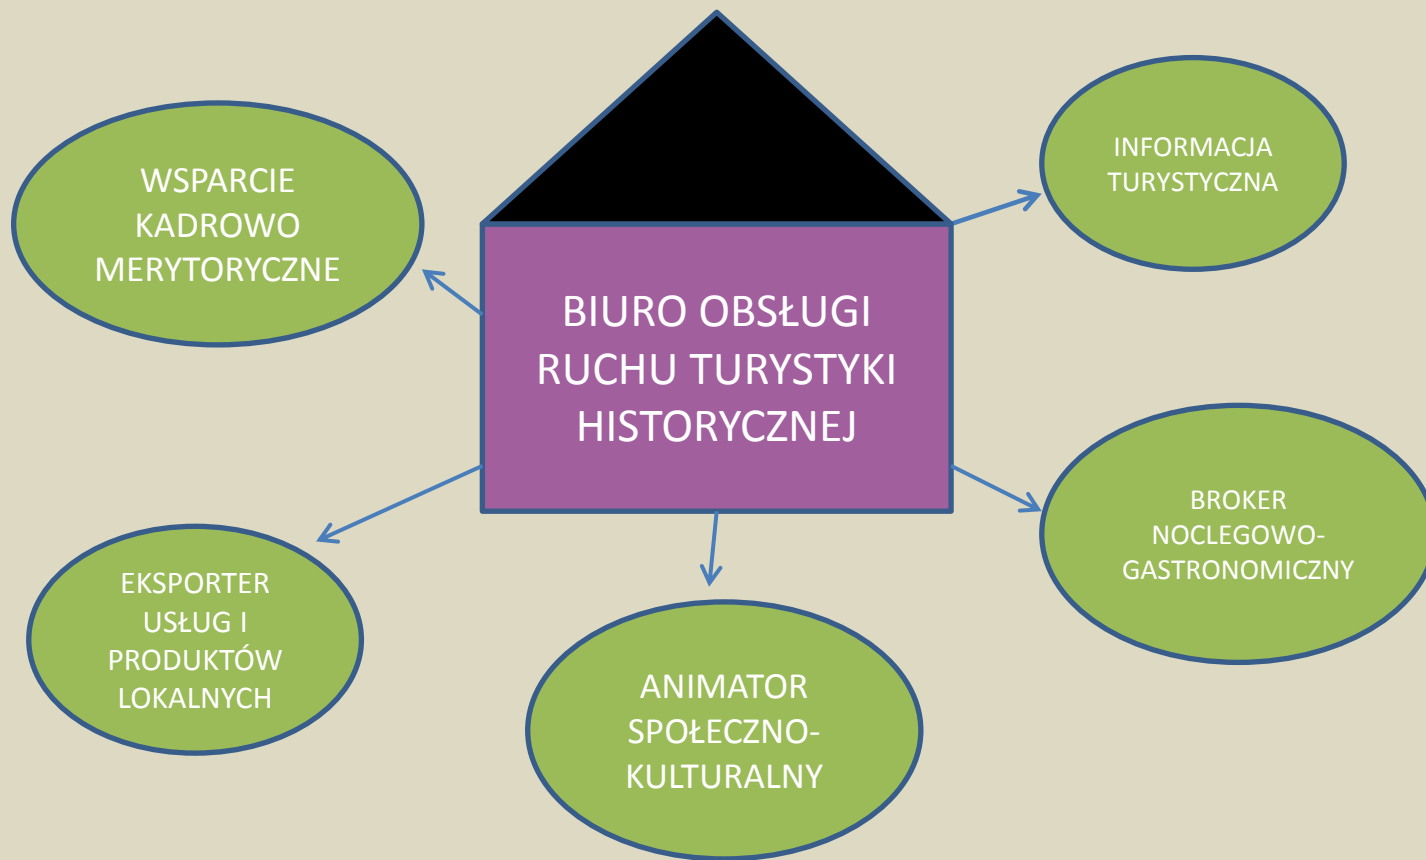 WSPARCIE
KADROWO
MERYTORYCZNE
INFORMACJA
TURYSTYCZNA
BIURO OBSŁUGI
RUCHU TURYSTYKI
HISTORYCZNEJ
EKSPORTER
USŁUG I
PRODUKTÓW
LOKALNYCH
ANIMATOR
SPOŁECZNO-
KULTURALNY
BROKER
NOCLEGOWO-
GASTRONOMICZNY